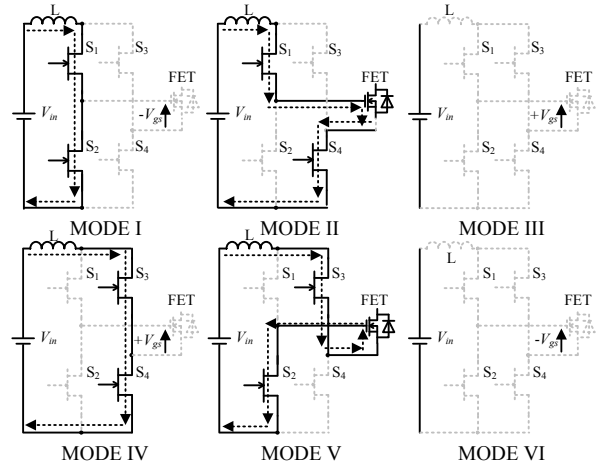 L
S1
S3
FET
Vin
-Vgs
S2
S4
MODE I
L
S1
S3
FET
Vin
S2
S4
MODE II
L
S1
S3
FET
Vin
+Vgs
S2
S4
MODE III
L
S1
S3
FET
Vin
+Vgs
S2
S4
MODE IV
L
S1
S3
FET
Vin
S2
S4
MODE V
L
S1
S3
FET
Vin
-Vgs
S2
S4
MODE VI